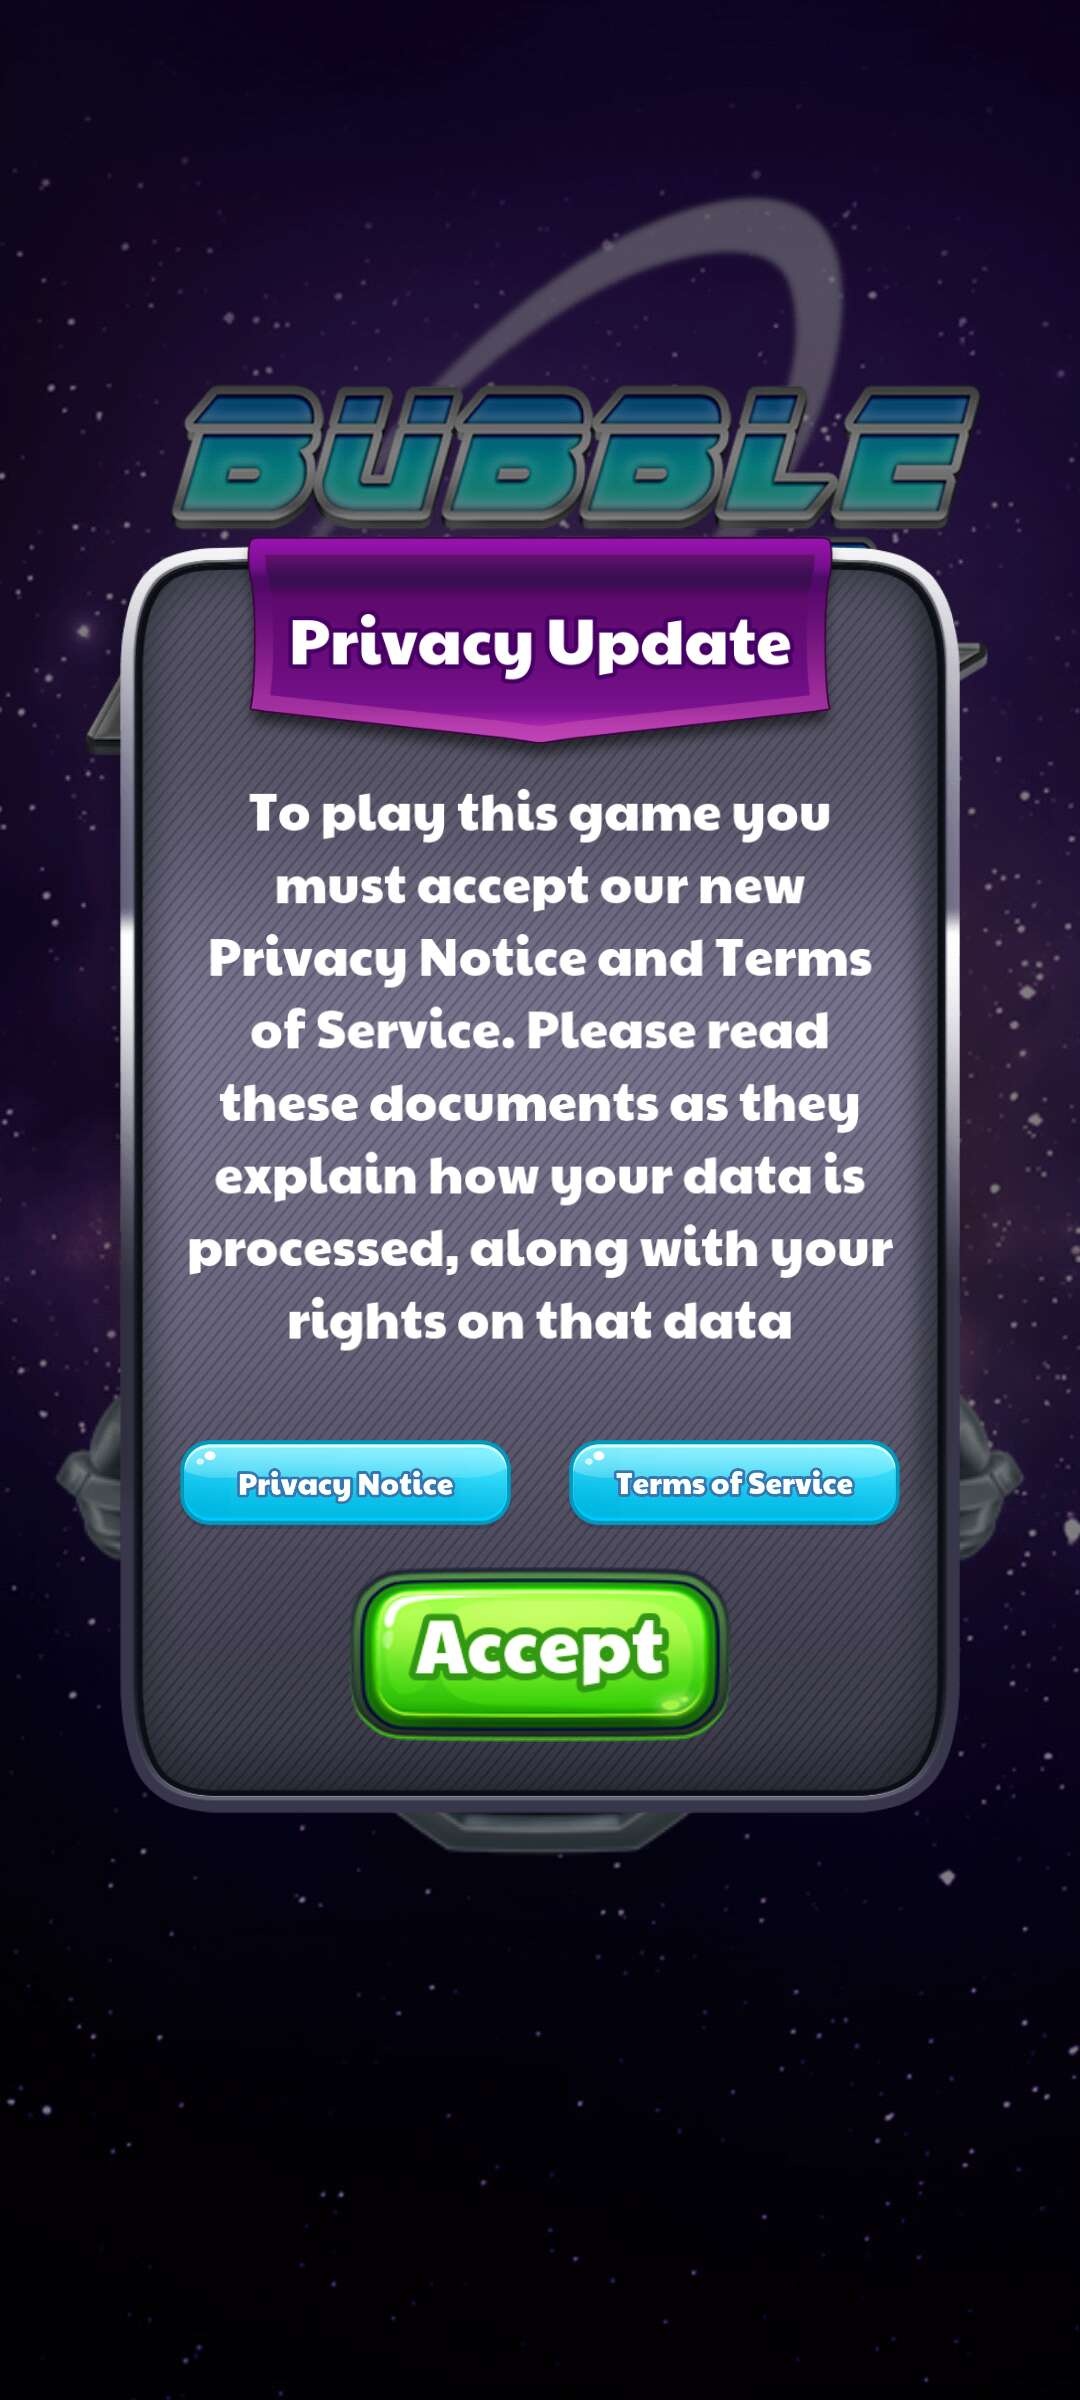 BUBBLE
Privacy Update
To play this game you
must accept our new
Privacy Notice and Terms
of Service. Please read
these documents as they
explain how your data is
processed, along with your
rights on that data
Privacy Notice
Terms of Service
Accept